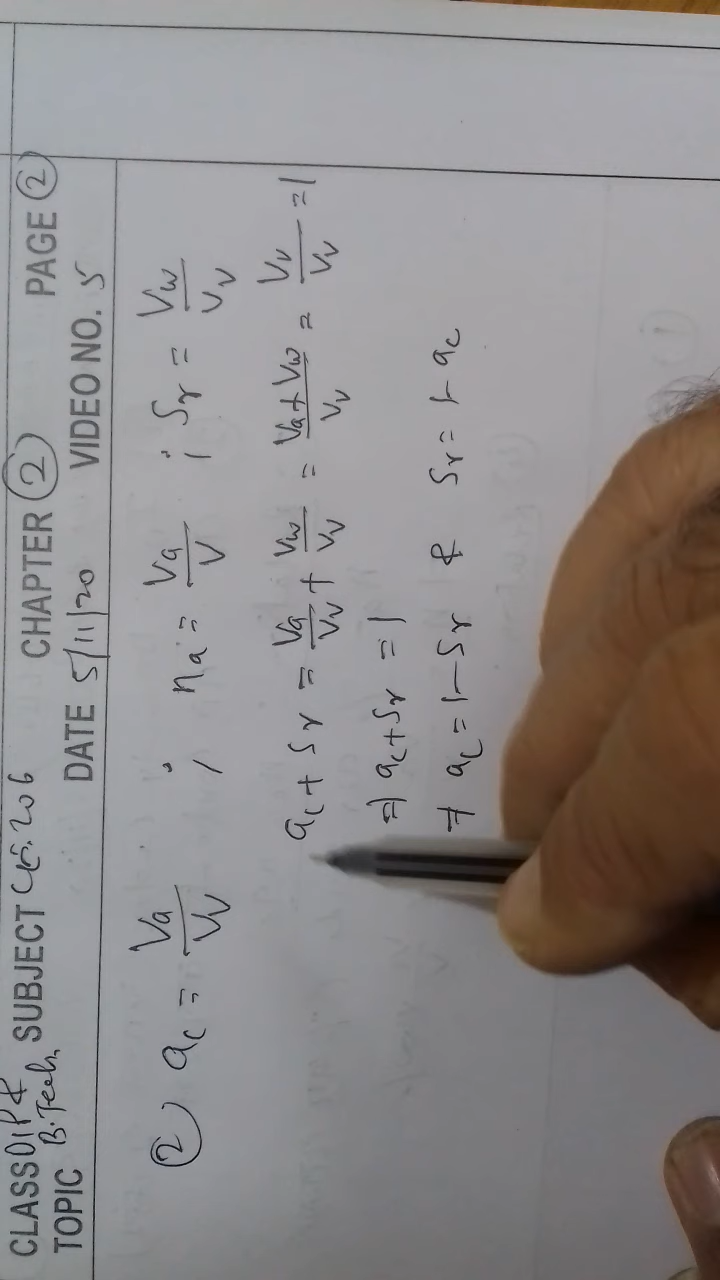 CLASS DIP & SUBJECT CE.206 CHAPTER ② PAGE ②
TOPIC B.Tech. DATE 5/11/20 VIDEO NO. 5
② ac = Va/Vv ; na = Va/V ; Sr = Vw/Vv
ac + Sr = Va/Vv + Vw/Vv = Va+Vw/Vv = Vv/Vv = 1
⇒ ac + Sr = 1
⇒ ac = 1 - Sr & Sr = 1 - ac